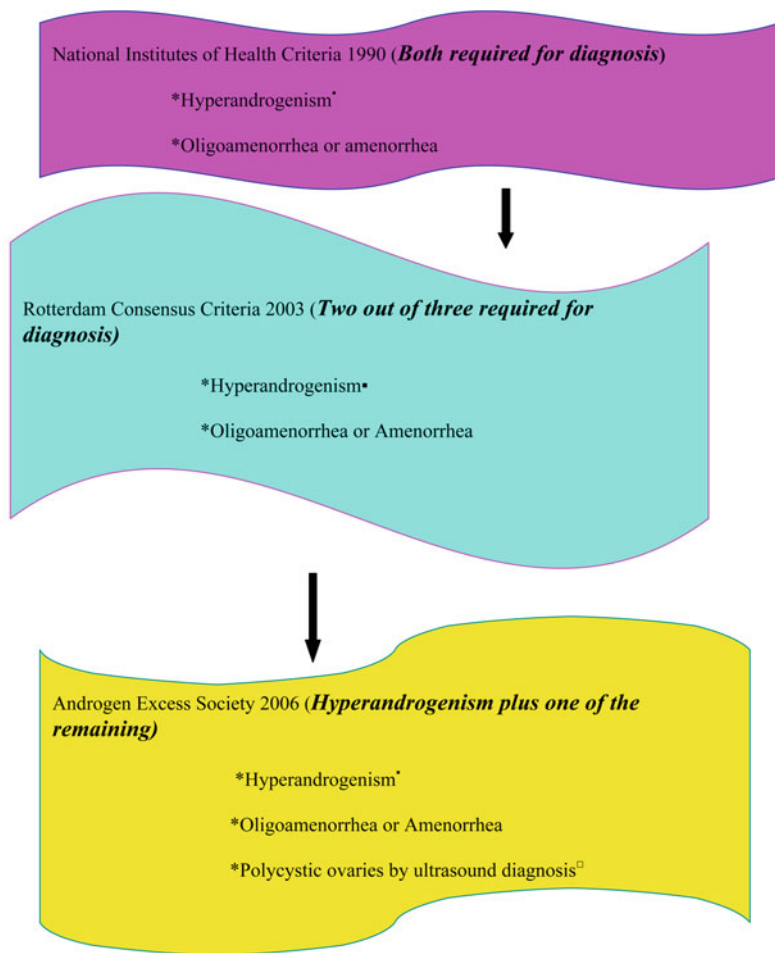 National Institutes of Health Criteria 1990 (Both required for diagnosis)
*Hyperandrogenism▪
*Oligoamenorrhea or amenorrhea
Rotterdam Consensus Criteria 2003 (Two out of three required for
diagnosis)
*Hyperandrogenism▪
*Oligoamenorrhea or Amenorrhea
Androgen Excess Society 2006 (Hyperandrogenism plus one of the
remaining)
*Hyperandrogenism▪
*Oligoamenorrhea or Amenorrhea
*Polycystic ovaries by ultrasound diagnosis□